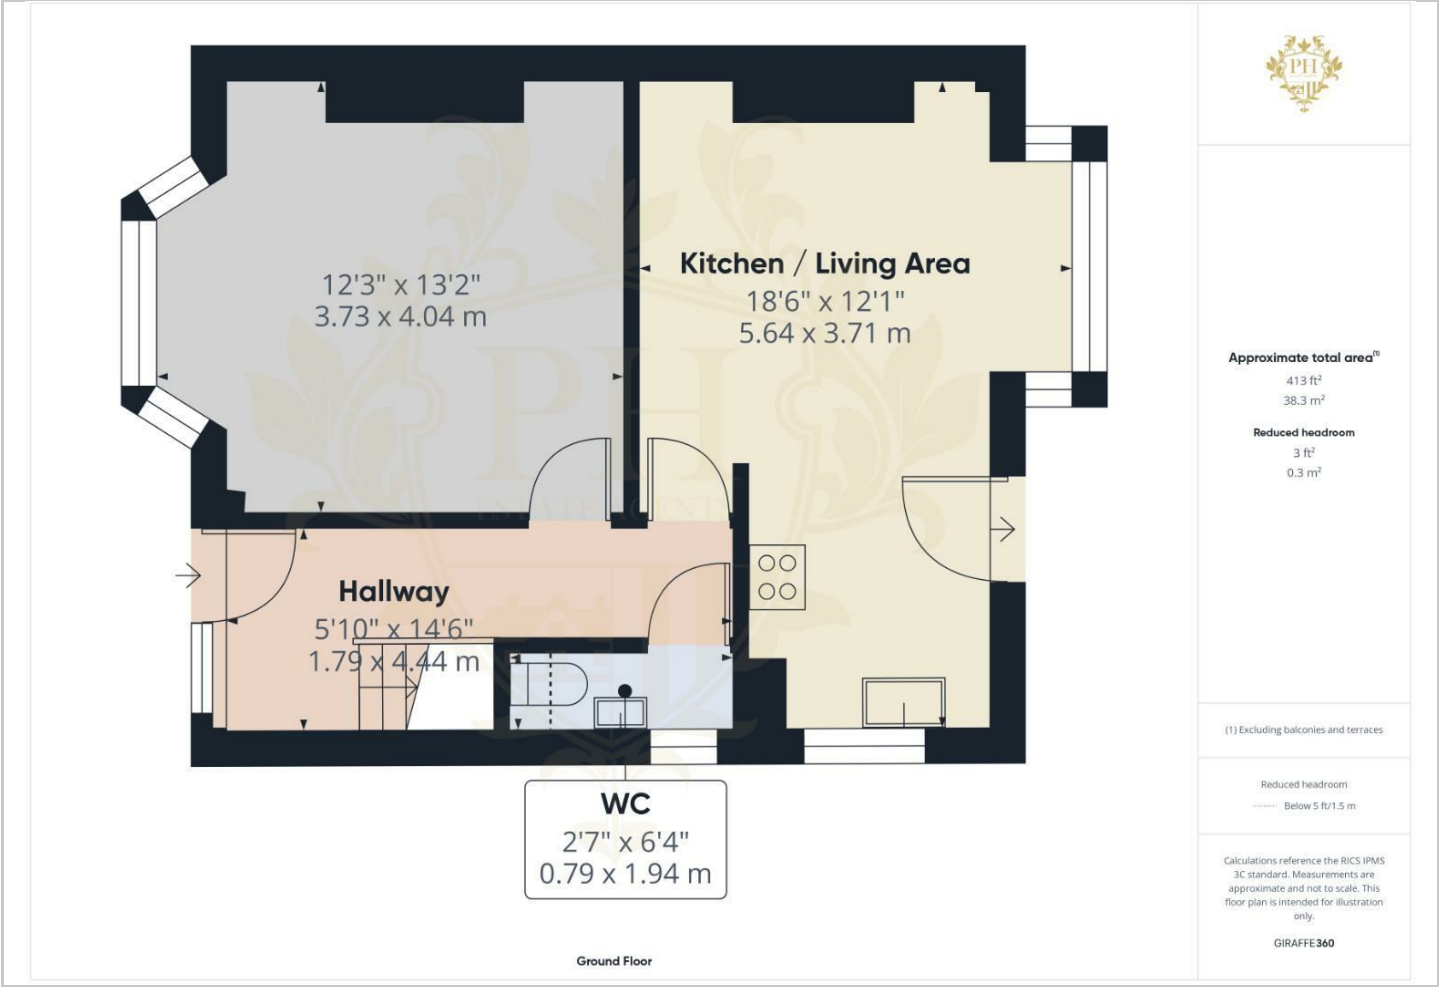 12'3" x 13'2"
3.73 x 4.04 m
Kitchen / Living Area
18'6" x 12'1"
5.64 x 3.71 m
Hallway
5'10" x 14'6"
1.79 x 4.44 m
WC
2'7" x 6'4"
0.79 x 1.94 m
Ground Floor
PH
ESTATE AGENT
PH
Approximate total area(1)
413 ft²
38.3 m²
Reduced headroom
3 ft²
0.3 m²
(1) Excluding balconies and terraces
Reduced headroom
Below 5 ft/1.5 m
Calculations reference the RICS IPMS
3C standard. Measurements are
approximate and not to scale. This
floor plan is intended for illustration
only.
GIRAFFE360